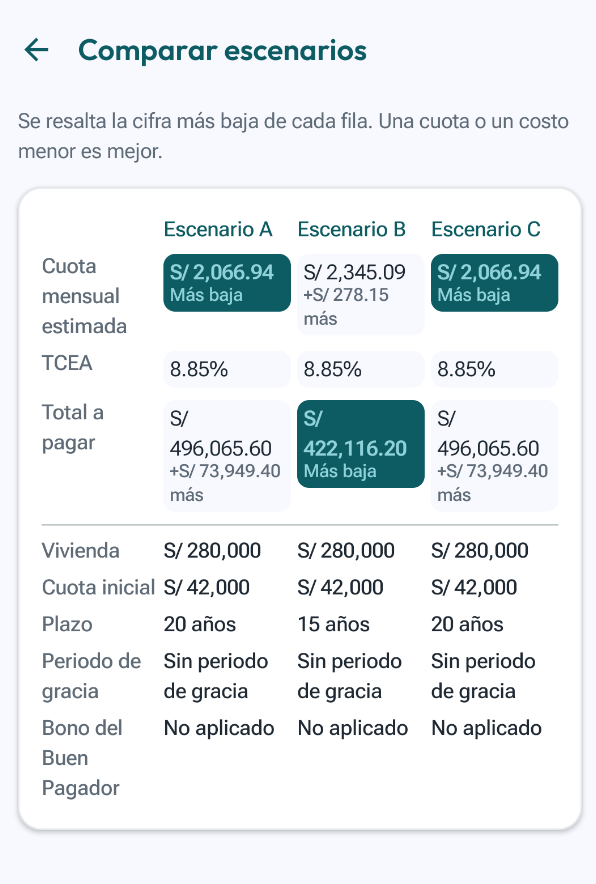 Comparar escenarios
Se resalta la cifra más baja de cada fila. Una cuota o un costo
menor es mejor.
Escenario A Escenario B Escenario C
Cuota mensual estimada S/ 2,066.94 Más baja S/ 2,345.09 +S/ 278.15 más S/ 2,066.94 Más baja
TCEA 8.85% 8.85% 8.85%
Total a pagar S/ 496,065.60 +S/ 73,949.40 más S/ 422,116.20 Más baja S/ 496,065.60 +S/ 73,949.40 más
Vivienda S/ 280,000 S/ 280,000 S/ 280,000
Cuota inicial S/ 42,000 S/ 42,000 S/ 42,000
Plazo 20 años 15 años 20 años
Periodo de gracia Sin periodo de gracia Sin periodo de gracia Sin periodo de gracia
Bono del Buen Pagador No aplicado No aplicado No aplicado